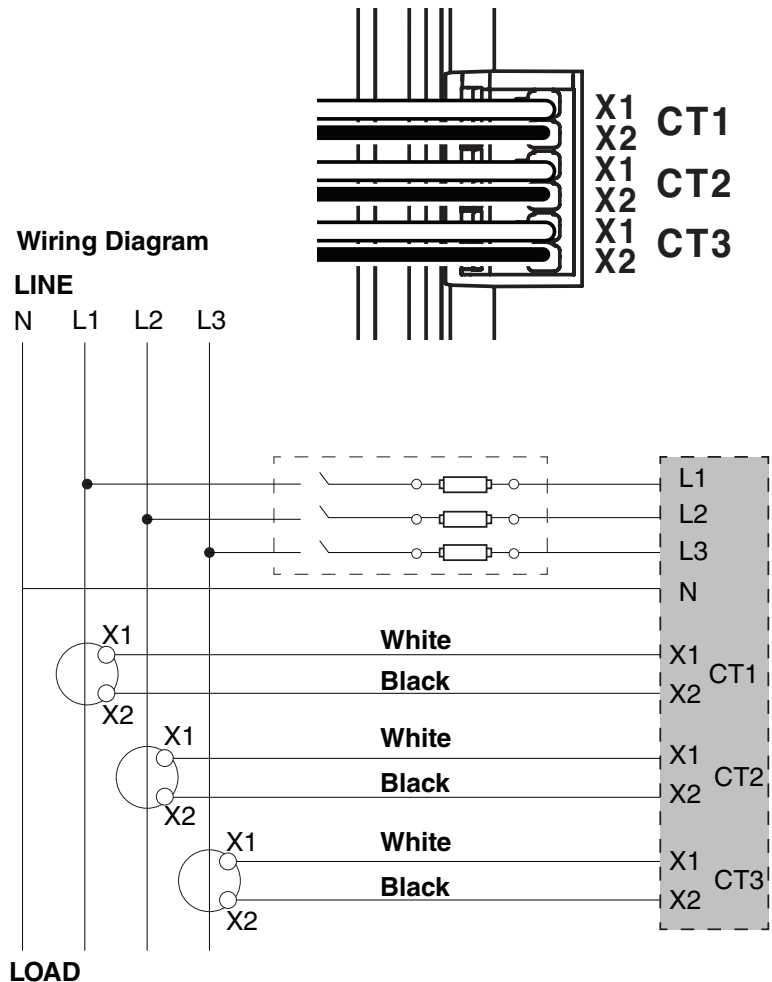 X1
X2 CT1
X1
X2 CT2
X1
X2 CT3
Wiring Diagram
LINE
N L1 L2 L3
L1
L2
L3
N
X1 White X1
CT1
X2 Black X2
X1 White X1
CT2
X2 Black X2
X1 White X1
CT3
X2 Black X2
LOAD